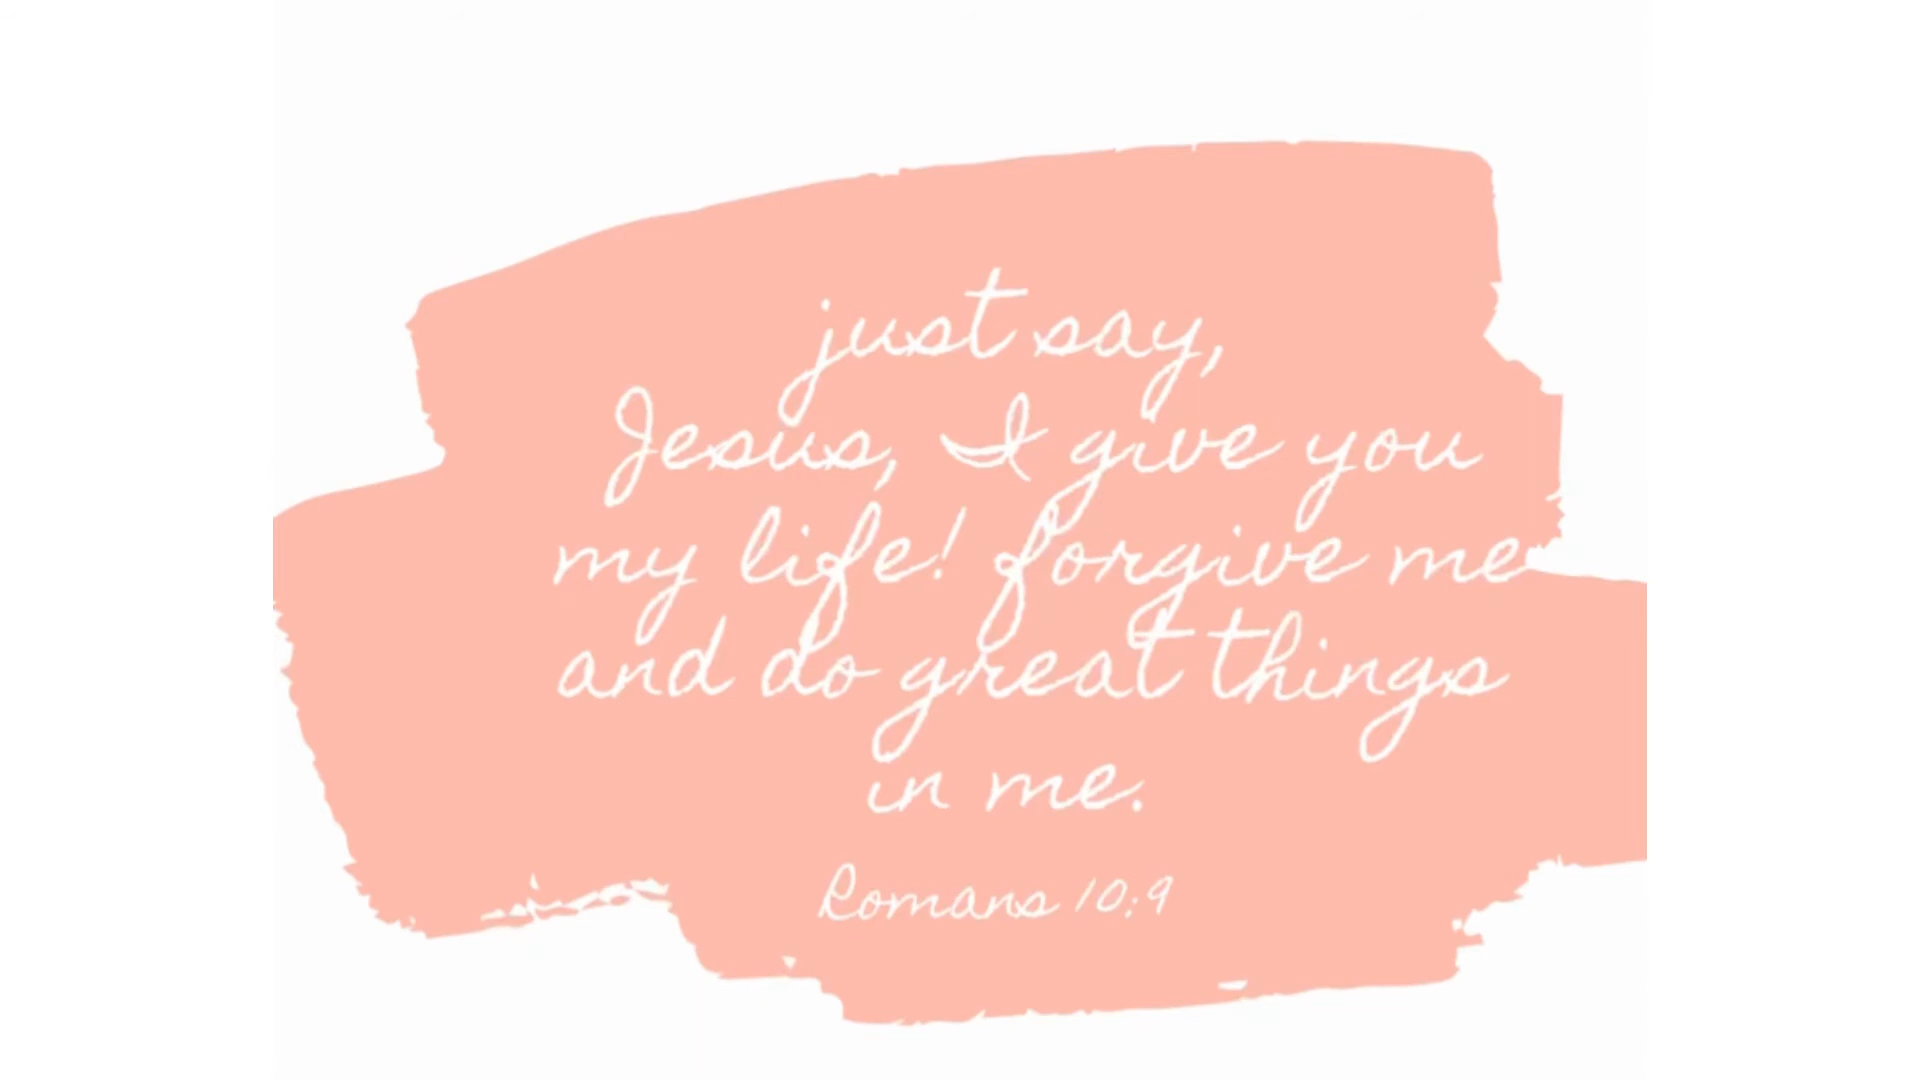 just say,
Jesus, I give you
my life! forgive me
and do great things
in me.
Romans 10:9